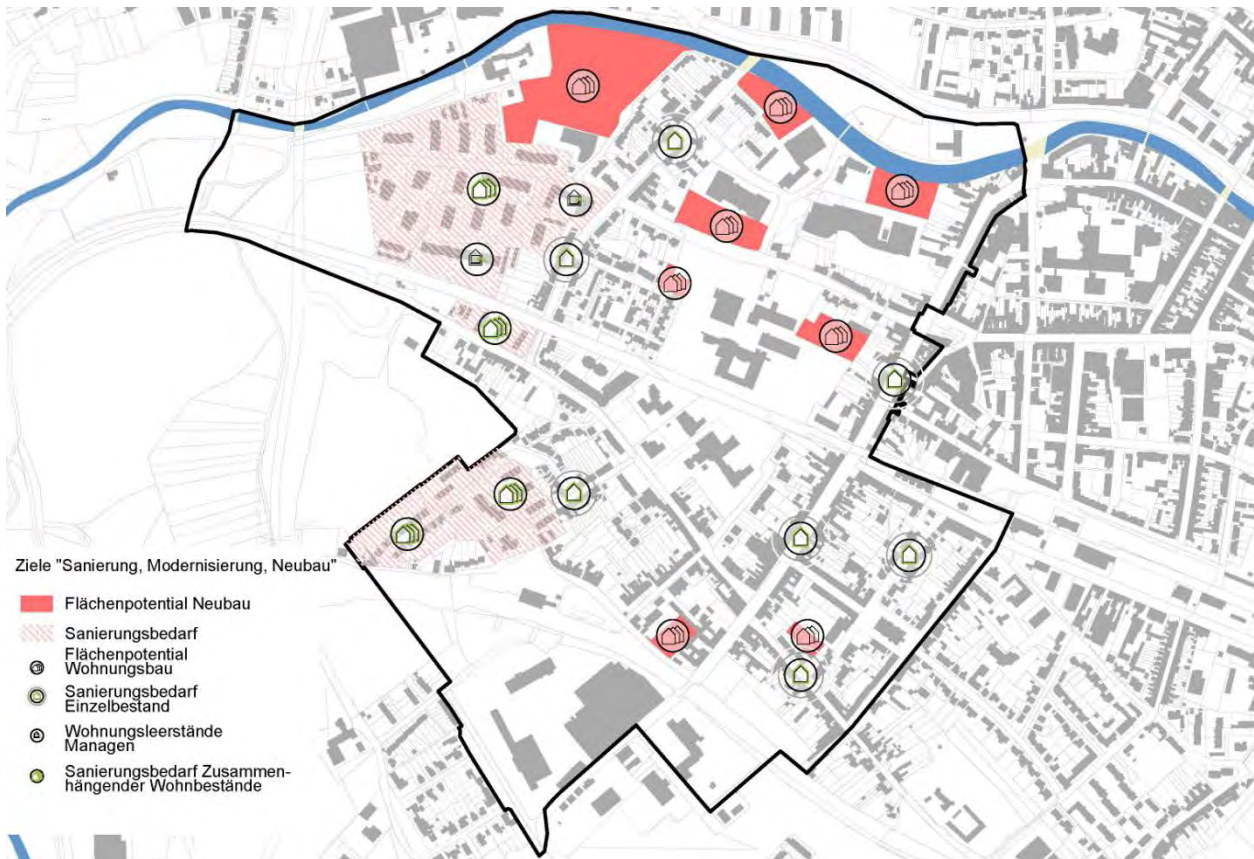 Ziele "Sanierung, Modernisierung, Neubau"
Flächenpotential Neubau
Sanierungsbedarf
Flächenpotential
Wohnungsbau
Sanierungsbedarf
Einzelbestand
Wohnungsleerstände
Managen
Sanierungsbedarf Zusammen-
hängender Wohnbestände